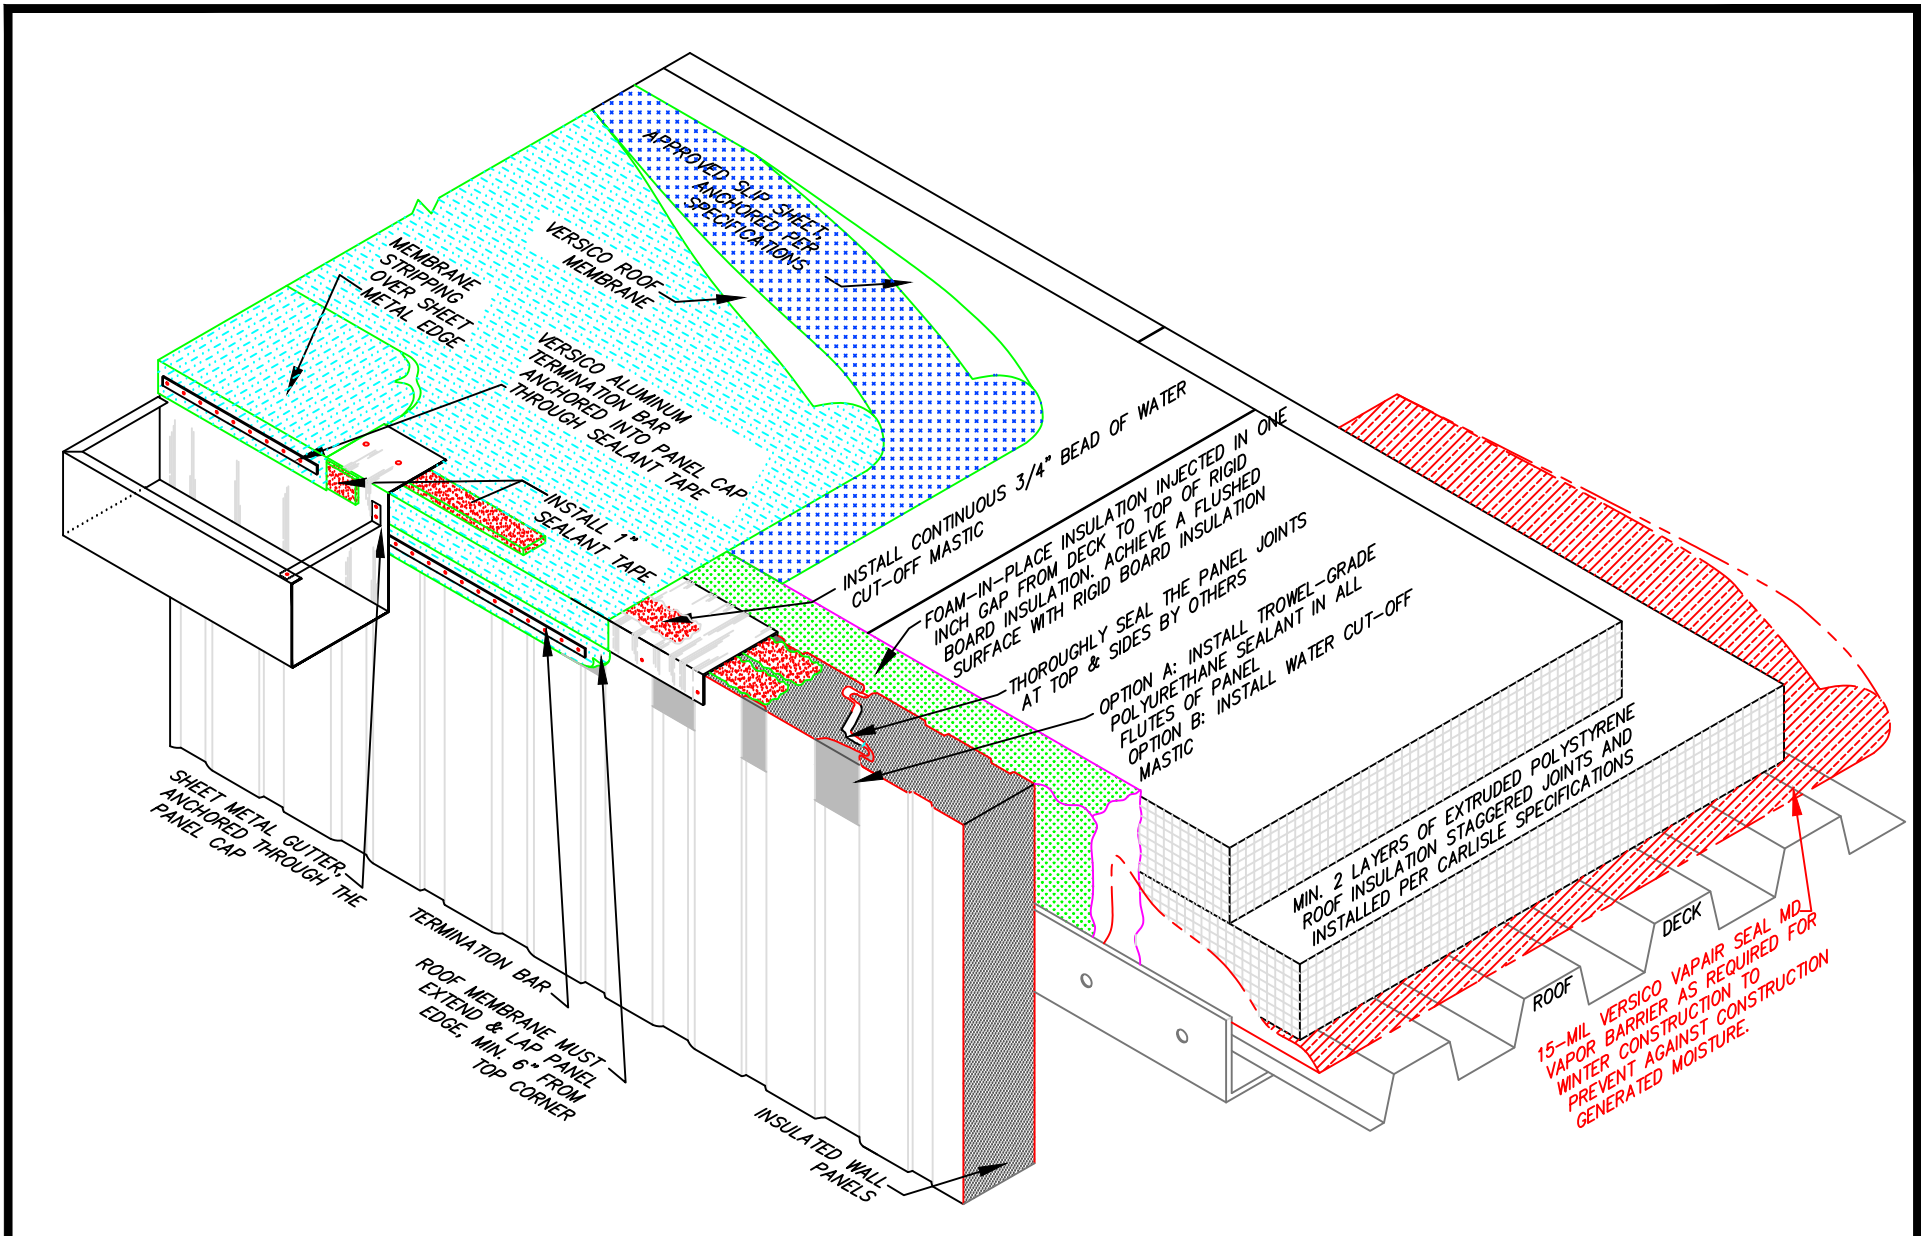 APPROVED SLIP SHEET,
ANCHORED PER
SPECIFICATIONS
VERSICO ROOF
MEMBRANE
MEMBRANE
STRIPPING
OVER SHEET
METAL EDGE
VERSICO ALUMINUM
TERMINATION BAR
ANCHORED INTO PANEL CAP
THROUGH SEALANT TAPE
INSTALL 1"
SEALANT TAPE
INSTALL CONTINUOUS 3/4" BEAD OF WATER
CUT-OFF MASTIC
FOAM-IN-PLACE INSULATION INJECTED IN ONE
INCH GAP FROM DECK TO TOP OF RIGID
BOARD INSULATION. ACHIEVE A FLUSHED
SURFACE WITH RIGID BOARD INSULATION
THOROUGHLY SEAL THE PANEL JOINTS
AT TOP & SIDES BY OTHERS
OPTION A: INSTALL TROWEL-GRADE
POLYURETHANE SEALANT IN ALL
FLUTES OF PANEL
OPTION B: INSTALL WATER CUT-OFF
MASTIC
MIN. 2 LAYERS OF EXTRUDED POLYSTYRENE
ROOF INSULATION STAGGERED JOINTS AND
INSTALLED PER CARLISLE SPECIFICATIONS
DECK
ROOF
15-MIL VERSICO VAPAIR SEAL MD
VAPOR BARRIER AS REQUIRED FOR
WINTER CONSTRUCTION TO
PREVENT AGAINST CONSTRUCTION
GENERATED MOISTURE.
SHEET METAL GUTTER,
ANCHORED THROUGH THE
PANEL CAP
TERMINATION BAR
ROOF MEMBRANE MUST
EXTEND & LAP PANEL
EDGE, MIN. 6" FROM
TOP CORNER
INSULATED WALL
PANELS